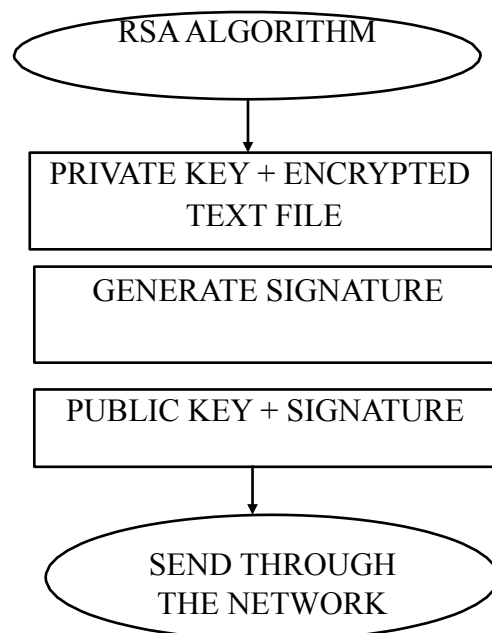 RSA ALGORITHM
PRIVATE KEY + ENCRYPTED
TEXT FILE
GENERATE SIGNATURE
PUBLIC KEY + SIGNATURE
SEND THROUGH
THE NETWORK